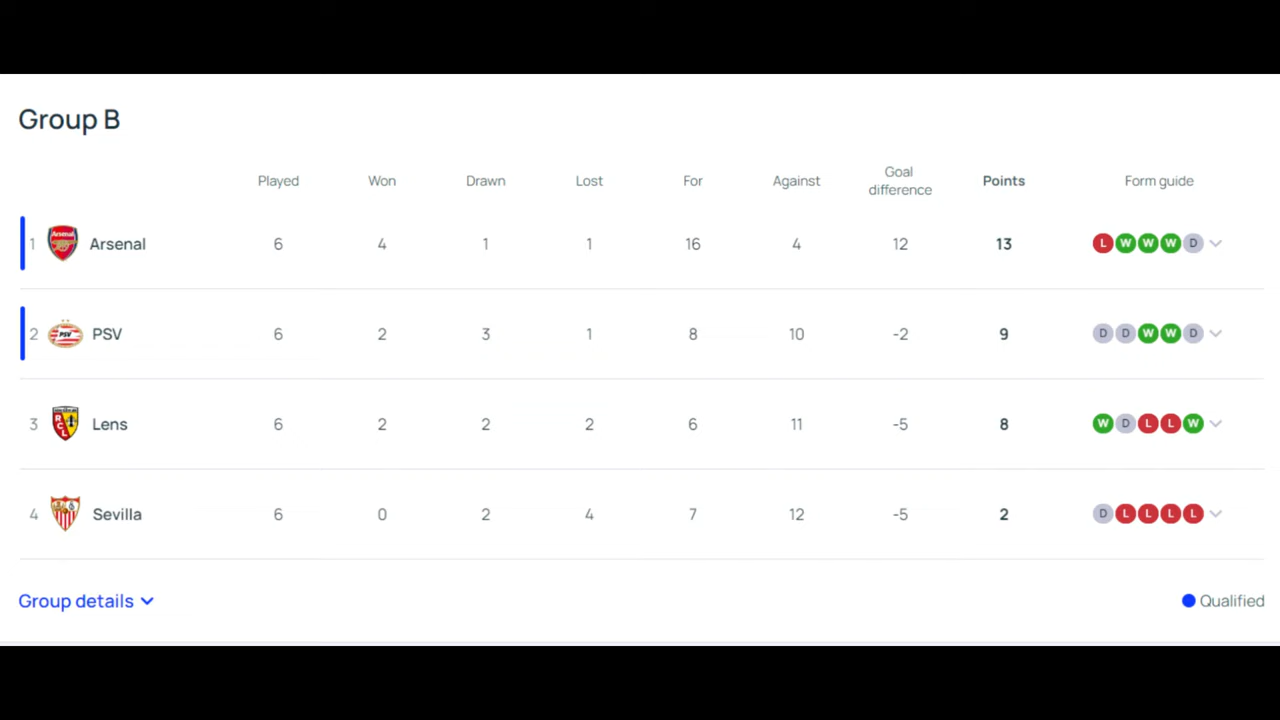 Group B
Played Won Drawn Lost For Against Goal difference Points Form guide
1 Arsenal 6 4 1 1 16 4 12 13 L W W W D
2 PSV PSV 6 2 3 1 8 10 -2 9 D D W W D
3 RCL Lens 6 2 2 2 6 11 -5 8 W D L L W
4 Sevilla 6 0 2 4 7 12 -5 2 D L L L L
Group details
Qualified